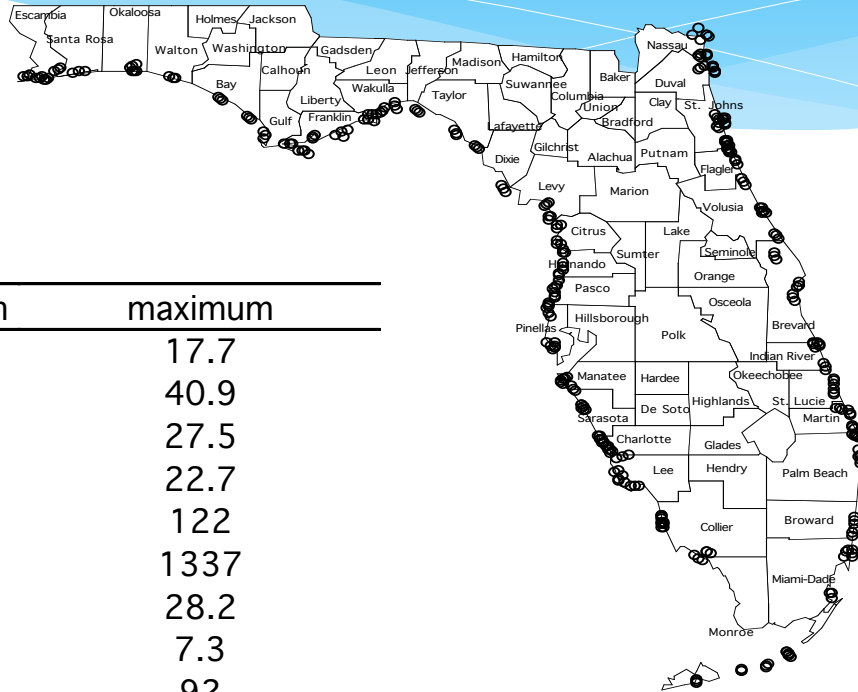 Escambia
Okaloosa
Holmes
Jackson
Santa Rosa
Walton
Washington
Gadsden
Nassau
Calhoun
Leon
Jefferson
Madison
Hamilton
Bay
Wakulla
Taylor
Suwannee
Baker
Duval
Liberty
Columbia
Union
Clay
St. Johns
Gulf
Franklin
Lafayette
Bradford
Dixie
Gilchrist
Alachua
Putnam
Flagler
Levy
Marion
Volusia
Citrus
Lake
Sumter
Seminole
Hernando
Orange
Pasco
Osceola
maximum
Pinellas
Hillsborough
Polk
Brevard
17.7
Indian River
40.9
Manatee
Hardee
Okeechobee
Highlands
St. Lucie
De Soto
Sarasota
Martin
27.5
Charlotte
Glades
22.7
Lee
Hendry
Palm Beach
122
Collier
Broward
1337
28.2
Miami-Dade
7.3
Monroe
92